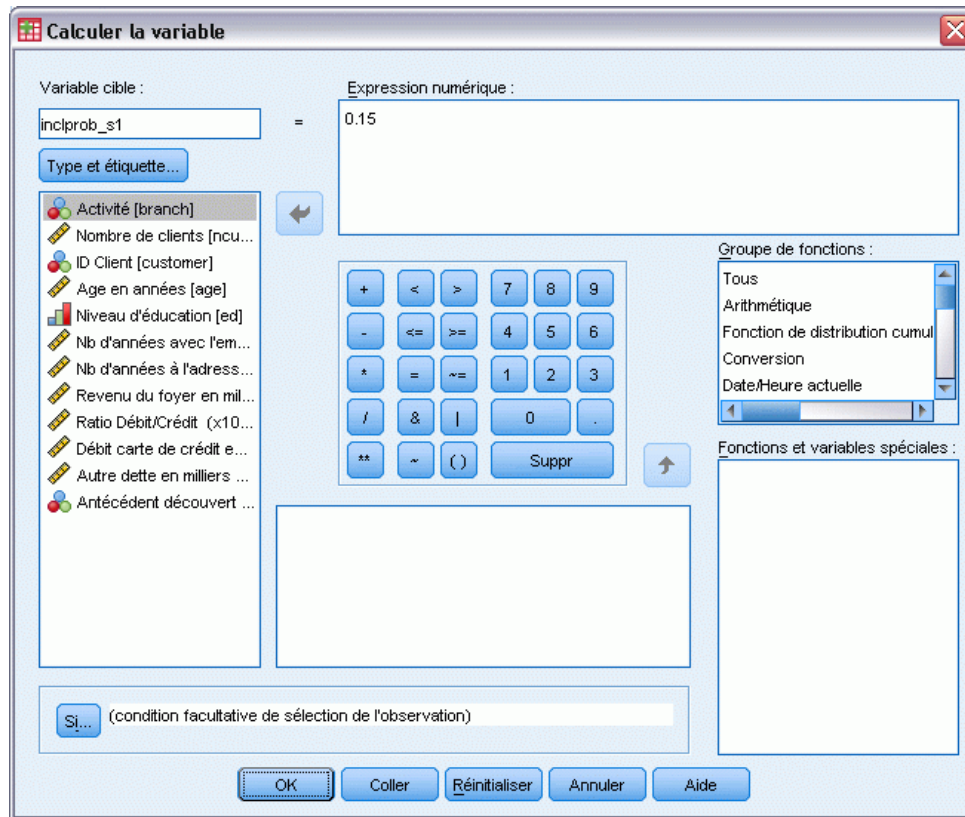 Calculer la variable
Variable cible :
Expression numérique :
inclprob_s1
=
0.15
Type et étiquette...
Activité [branch]
Nombre de clients [ncu...
ID Client [customer]
Age en années [age]
Niveau d'éducation [ed]
Nb d'années avec l'em...
Nb d'années à l'adress...
Revenu du foyer en mil...
Ratio Débit/Crédit (x10...
Débit carte de crédit e...
Autre dette en milliers ...
Antécédent découvert ...
+ < > 7 8 9
- <= >= 4 5 6
* = ~= 1 2 3
/ & | 0 .
** ~ ( ) Suppr
Groupe de fonctions :
Tous
Arithmétique
Fonction de distribution cumul
Conversion
Date/Heure actuelle
Fonctions et variables spéciales :
Si... (condition facultative de sélection de l'observation)
OK Coller Réinitialiser Annuler Aide